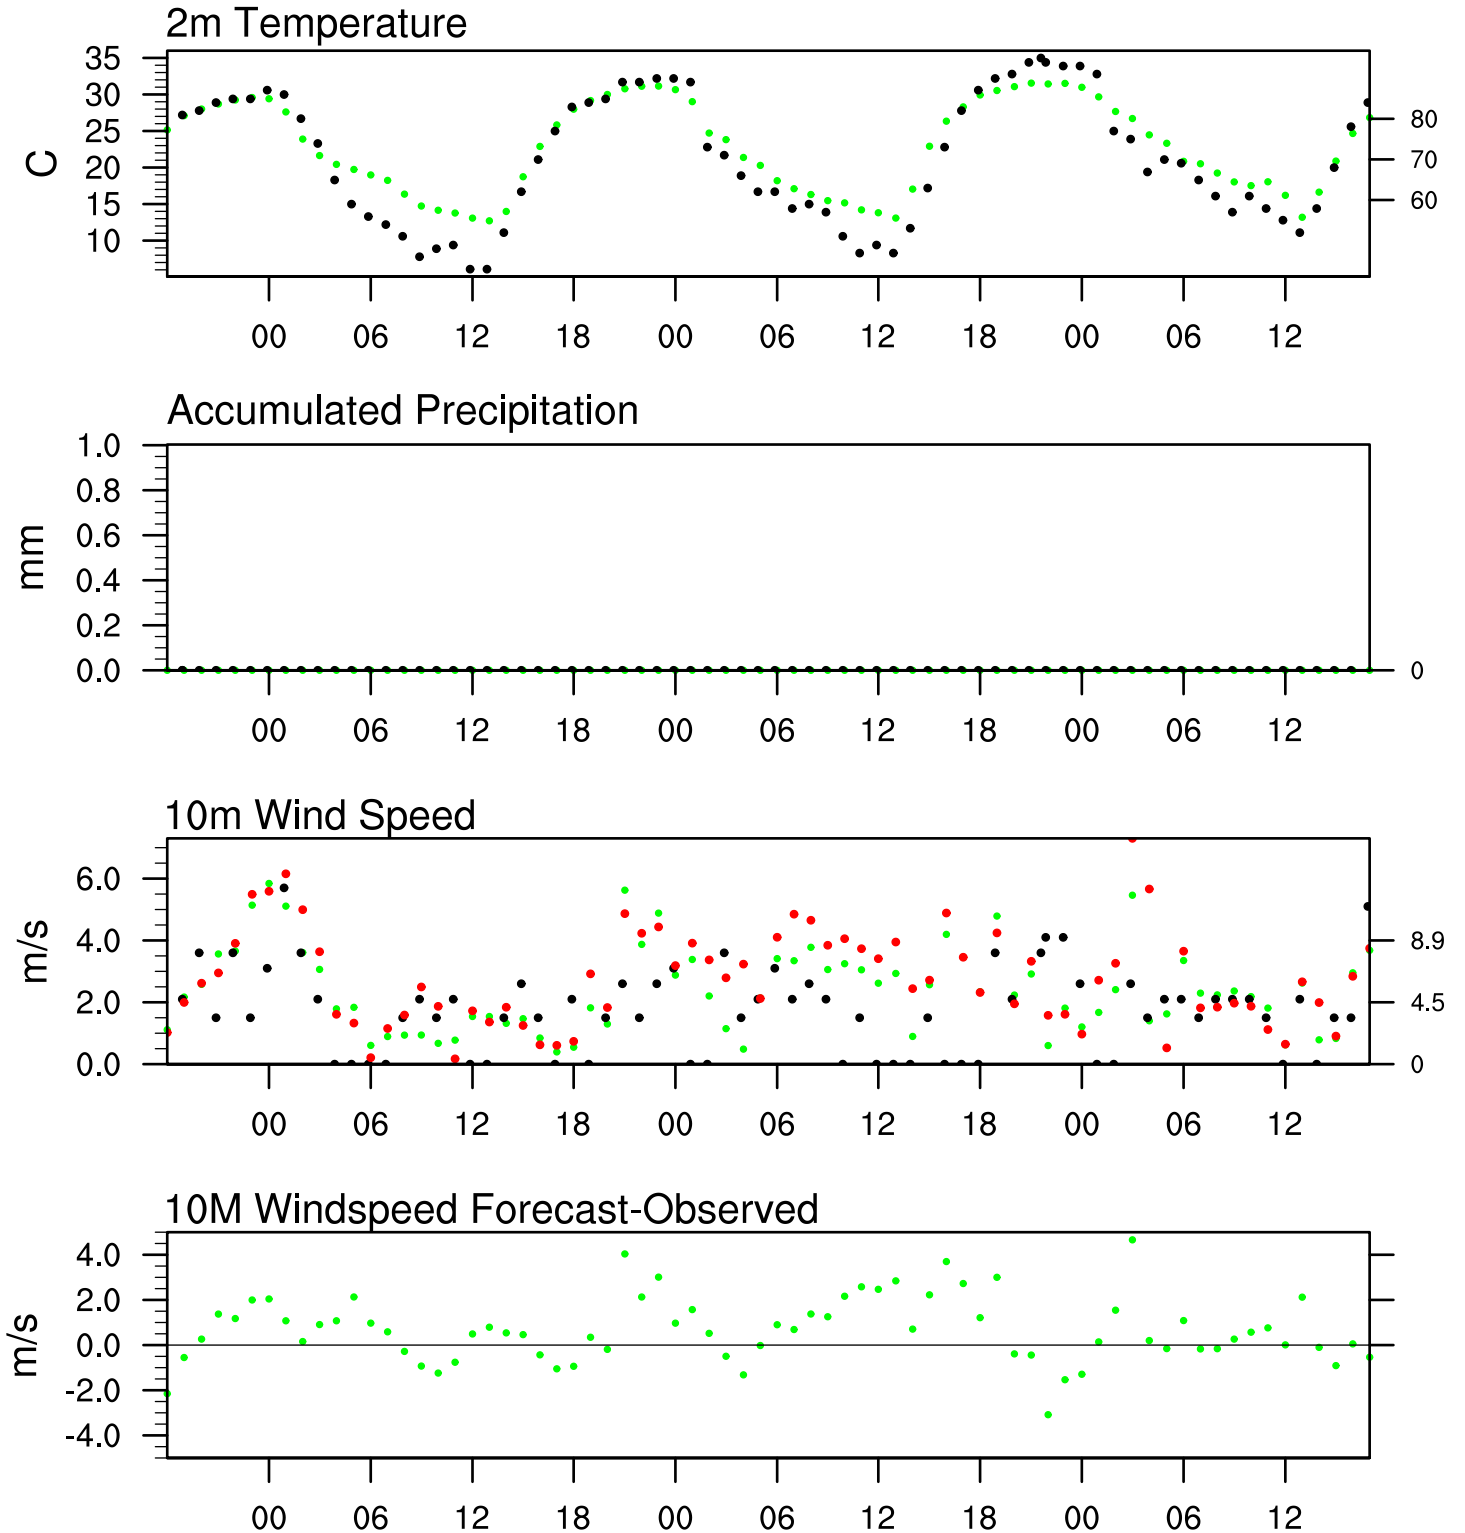 2m Temperature
35
30
25
20
15
10
C
80
70
60
00 06 12 18 00 06 12 18 00 06 12
Accumulated Precipitation
1.0
0.8
0.6
0.4
0.2
0.0
mm
0
00 06 12 18 00 06 12 18 00 06 12
10m Wind Speed
6.0
4.0
2.0
0.0
m/s
8.9
4.5
0
00 06 12 18 00 06 12 18 00 06 12
10M Windspeed Forecast-Observed
4.0
2.0
0.0
-2.0
-4.0
m/s
00 06 12 18 00 06 12 18 00 06 12